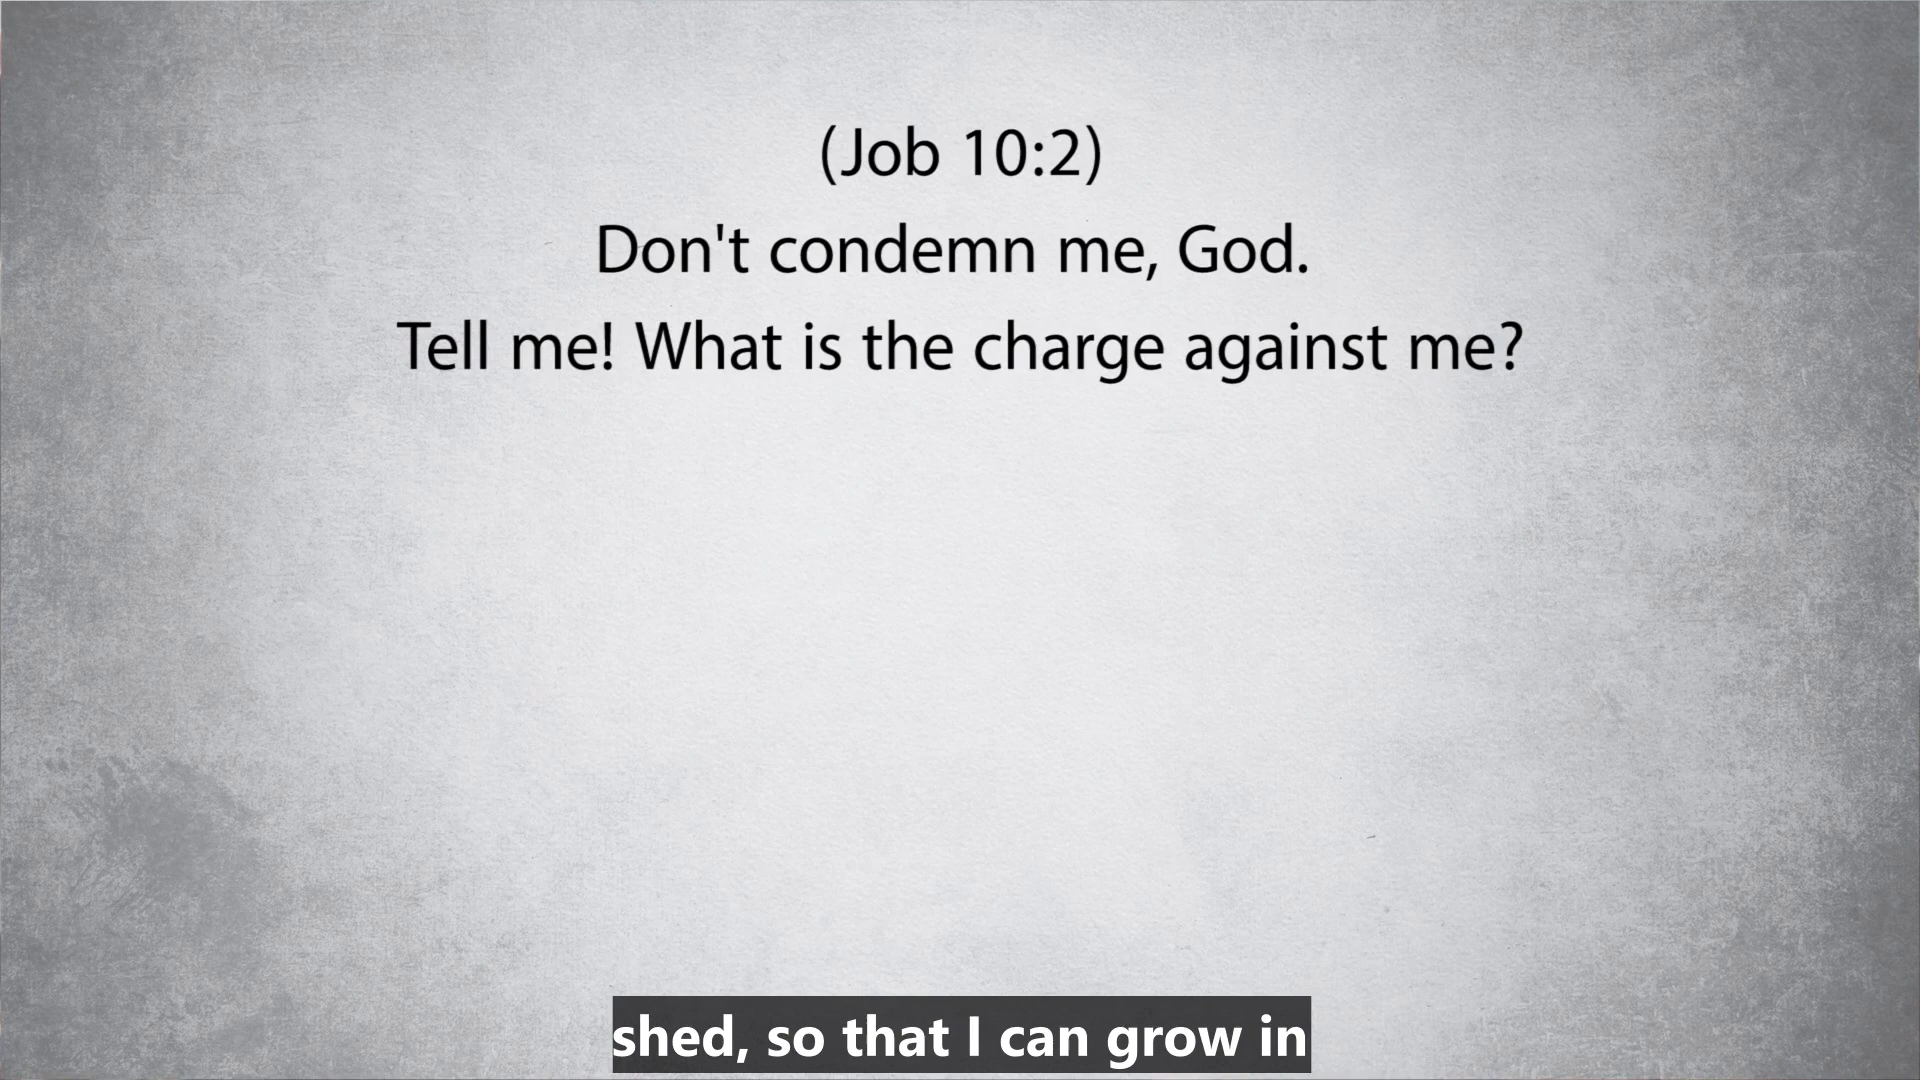 (Job 10:2)
Don't condemn me, God.
Tell me! What is the charge against me?
shed, so that I can grow in